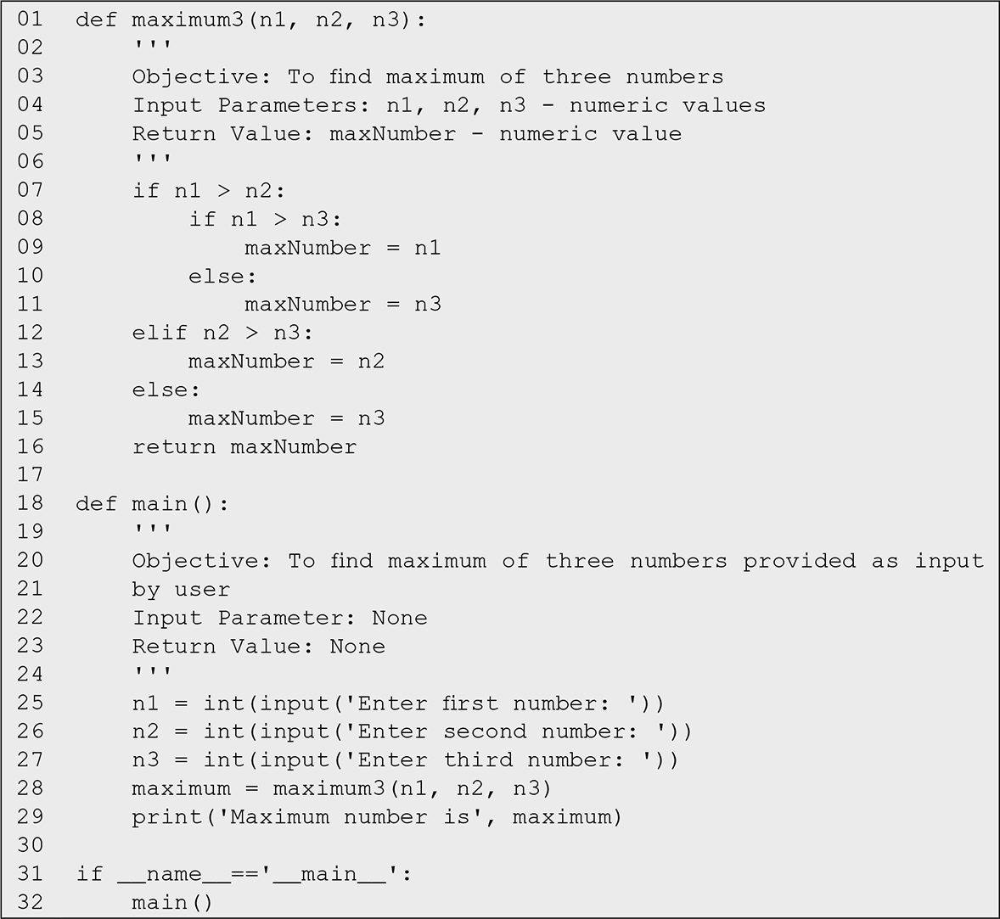 01 def maximum3(n1, n2, n3):
02     '''
03     Objective: To find maximum of three numbers
04     Input Parameters: n1, n2, n3 - numeric values
05     Return Value: maxNumber - numeric value
06     '''
07     if n1 > n2:
08         if n1 > n3:
09             maxNumber = n1
10         else:
11             maxNumber = n3
12     elif n2 > n3:
13         maxNumber = n2
14     else:
15         maxNumber = n3
16     return maxNumber
17
18 def main():
19     '''
20     Objective: To find maximum of three numbers provided as input
21     by user
22     Input Parameter: None
23     Return Value: None
24     '''
25     n1 = int(input('Enter first number: '))
26     n2 = int(input('Enter second number: '))
27     n3 = int(input('Enter third number: '))
28     maximum = maximum3(n1, n2, n3)
29     print('Maximum number is', maximum)
30
31 if __name__=='__main__':
32     main()